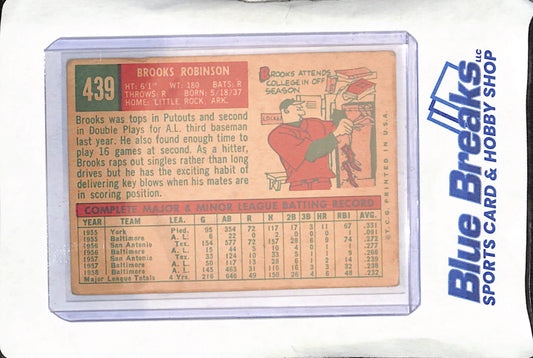 439
BROOKS ROBINSON
HT: 6'1" WT: 180 BATS: R
THROWS: R BORN: 5/18/37
HOME: LITTLE ROCK, ARK.
Brooks was tops in Putouts and second
in Double Plays for A.L. third baseman
last year. He also found enough time to
play 16 games at second. As a hitter,
Brooks raps out singles rather than long
drives but he has the exciting habit of
delivering key blows when his mates are
in scoring position.
BROOKS ATTENDS
COLLEGE IN OFF
SEASON
COMPLETE MAJOR & MINOR LEAGUE BATTING RECORD
YEAR TEAM LEA. G AB R H 2B 3B HR RBI AVG.
1955 York Pied. 95 354 72 117 17 3 11 67 .331
1955 Baltimore A.L. 6 22 0 2 0 0 0 1 .091
1956 San Antonio Tex. 154 577 72 157 28 6 9 74 .272
1956 Baltimore A.L. 15 44 5 10 4 0 1 1 .227
1957 San Antonio Tex. 33 124 10 33
1957 Baltimore A.L. 50 117 13 28 6 1 2 14 .239
1958 Baltimore A.L. 145 463 31 110 16 3 3 32 .238
Major League Totals 4 Yrs. 216 646 49 150 26 4 6 48 .232
© T.C.G. PRINTED IN U.S.A.
Blue Breaks LLC
SPORTS CARD & HOBBY SHOP